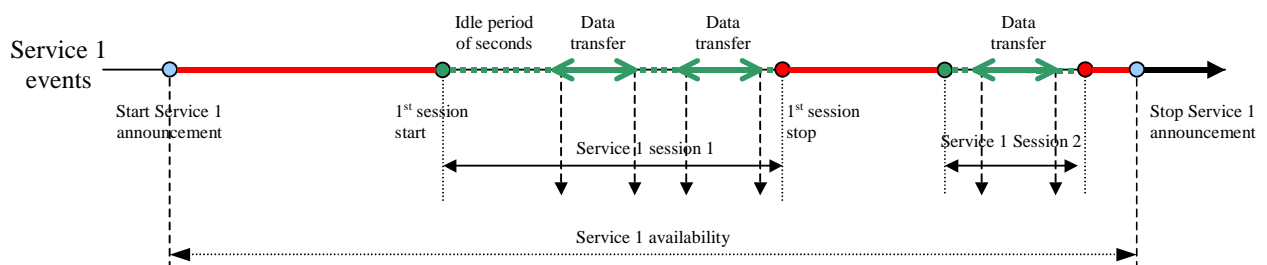 Service 1
events
Idle period
of seconds
Data
transfer
Data
transfer
Data
transfer
Start Service 1
announcement
1st session
start
1st session
stop
Stop Service 1
announcement
Service 1 session 1
Service 1 Session 2
Service 1 availability